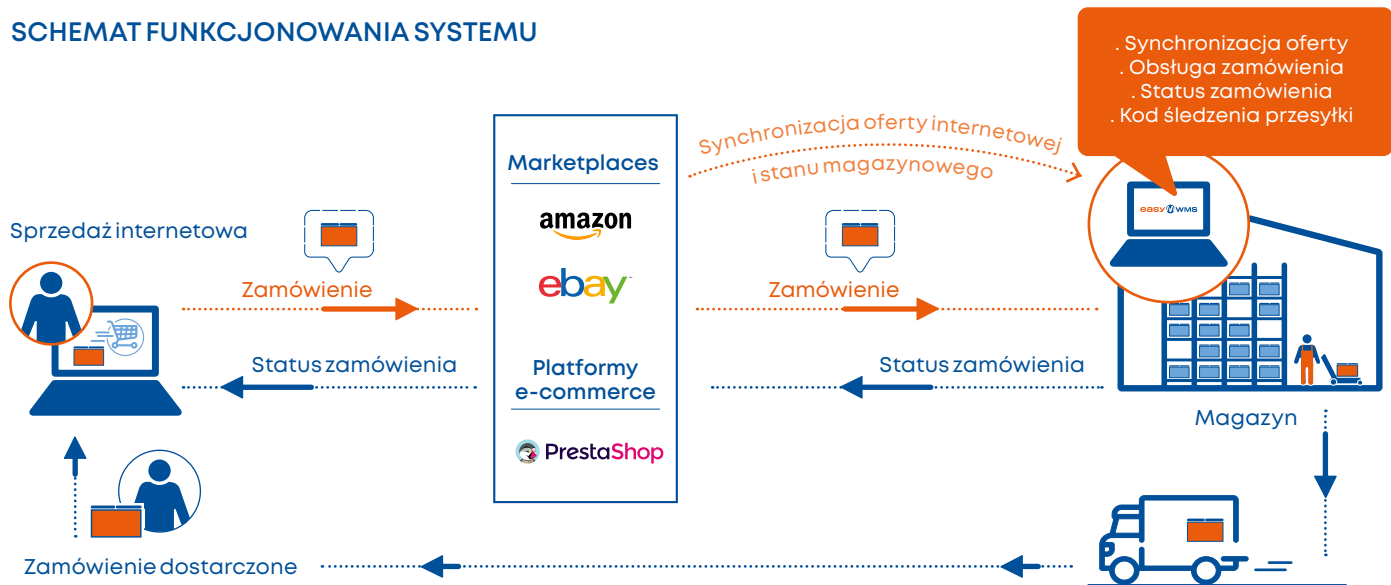 SCHEMAT FUNKCJONOWANIA SYSTEMU
. Synchronizacja oferty
. Obsługa zamówienia
. Status zamówienia
. Kod śledzenia przesyłki
Synchronizacja oferty internetowej
i stanu magazynowego
Marketplaces
amazon
ebay
easy WMS
Sprzedaż internetowa
Zamówienie
Zamówienie
Status zamówienia
Status zamówienia
Platformy
e-commerce
PrestaShop
Magazyn
Zamówienie dostarczone